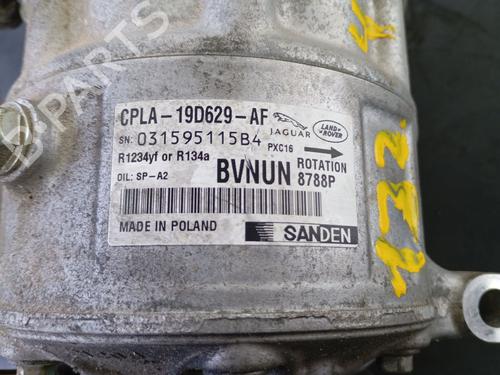 CPLA-19D629-AF
JAGUAR
LAND ROVER
SN: 031595115B4
PXC16
R1234yf or R134a
BVNUN
ROTATION
8788P
OIL: SP-A2
MADE IN POLAND
SANDEN
132.